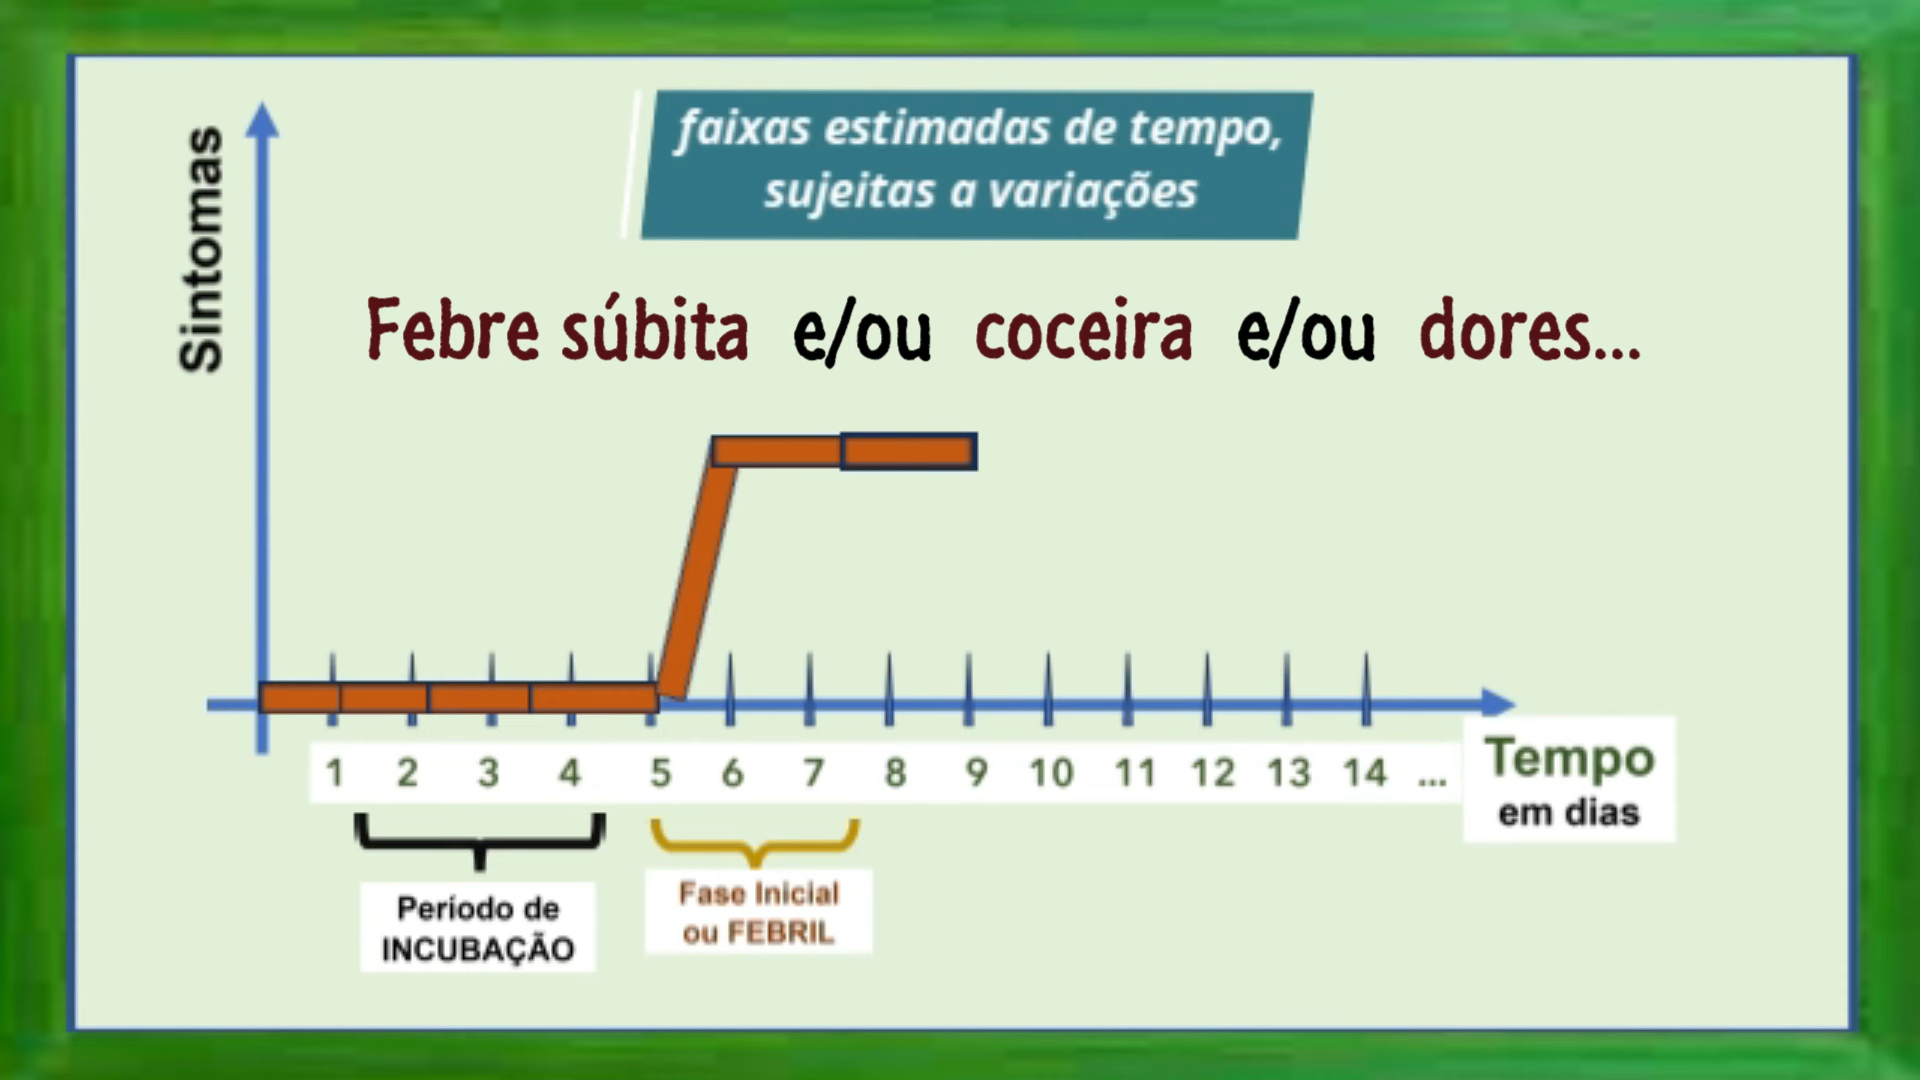 faixas estimadas de tempo,
sujeitas a variações
Sintomas
Febre súbita e/ou coceira e/ou dores...
1 2 3 4 5 6 7 8 9 10 11 12 13 14 ...
Tempo
em dias
Período de
INCUBAÇÃO
Fase Inicial
ou FEBRIL